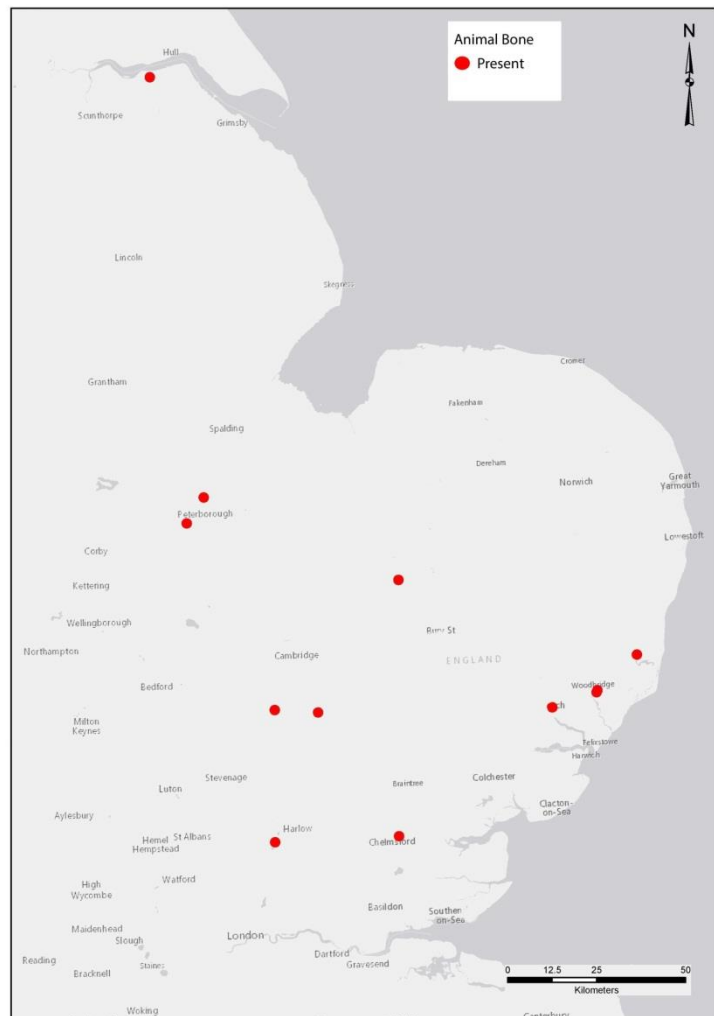 Animal Bone
Present
N
Hull
Scunthorpe
Grimsby
Lincoln
Skegness
Grantham
Cromer
Fakenham
Spalding
Dereham
Norwich
Great
Yarmouth
Peterborough
Lowestoft
Corby
Kettering
Wellingborough
Bury St
Northampton
Cambridge
ENGLAND
Bedford
Woodbridge
ch
Milton
Keynes
Felixstowe
Harwich
Stevenage
Colchester
Braintree
Luton
Clacton-
on-Sea
Aylesbury
Harlow
Hemel
Hempstead
St Albans
Chelmsford
Watford
High
Wycombe
Basildon
Southen
on-Sea
Maidenhead
Slough
London
Dartford
Reading
Staines
Gravesend
Bracknell
0 12.5 25 50
Kilometers
Woking
Canterbury